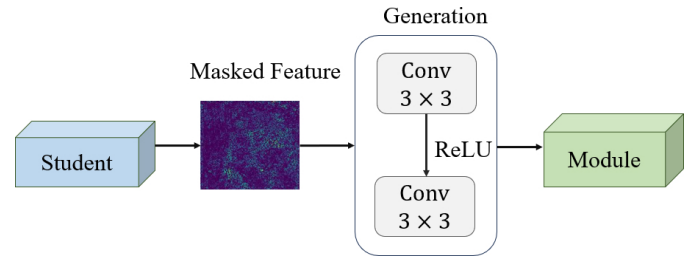 Generation
Masked Feature
Conv
3 × 3
Student
ReLU
Module
Conv
3 × 3